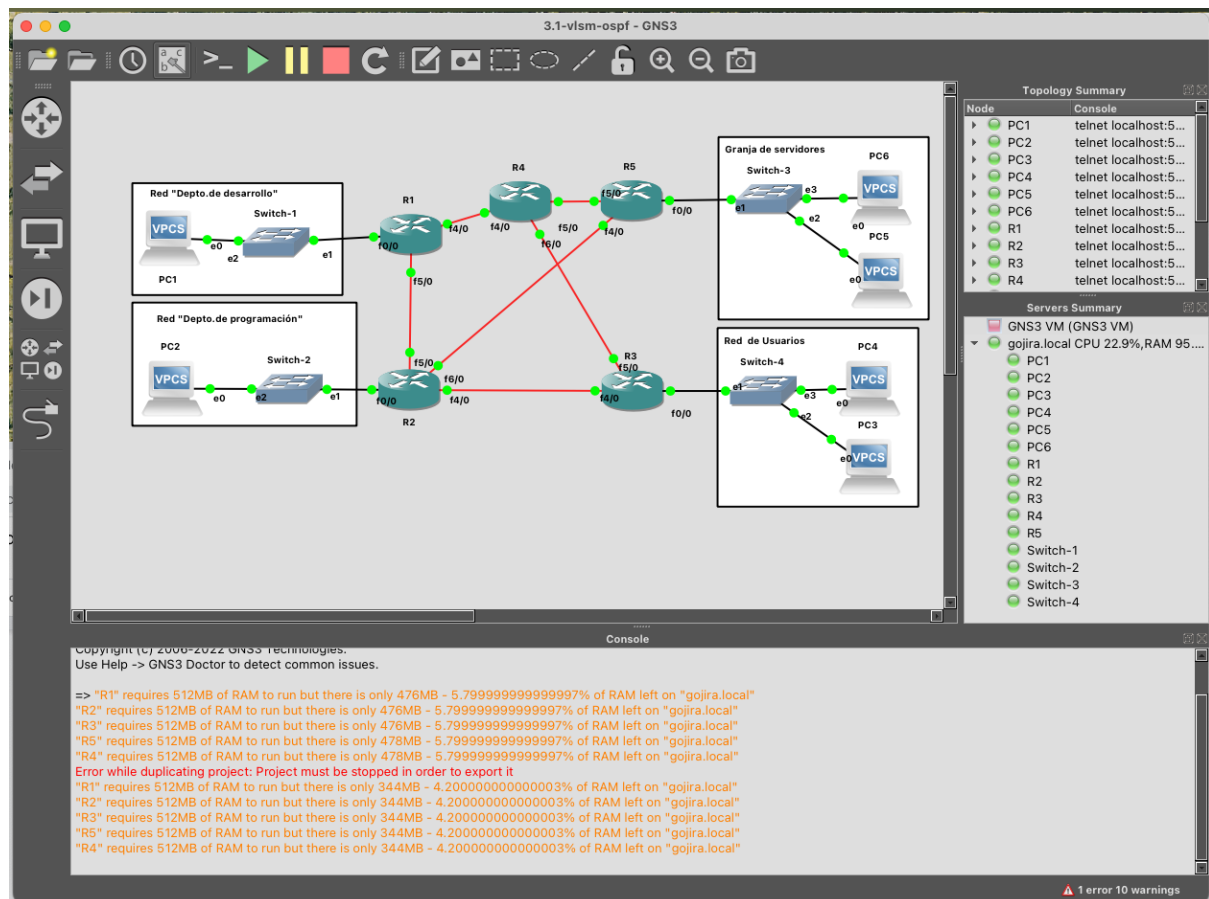 3.1-vlsm-ospf - GNS3
Topology Summary
Node Console
PC1 telnet localhost:5...
PC2 telnet localhost:5...
PC3 telnet localhost:5...
PC4 telnet localhost:5...
PC5 telnet localhost:5...
PC6 telnet localhost:5...
R1 telnet localhost:5...
R2 telnet localhost:5...
R3 telnet localhost:5...
R4 telnet localhost:5...
Servers Summary
GNS3 VM (GNS3 VM)
gojira.local CPU 22.9%,RAM 95....
PC1
PC2
PC3
PC4
PC5
PC6
R1
R2
R3
R4
R5
Switch-1
Switch-2
Switch-3
Switch-4
Red "Depto.de desarrollo"
VPCS
Switch-1
e0
e2
e1
PC1
Red "Depto.de programación"
PC2
Switch-2
VPCS
e0
e2
e1
R1
f4/0
f0/0
f5/0
R4
f4/0
f5/0
f6/0
R5
f5/0
f0/0
f4/0
f5/0
f6/0
f0/0
f4/0
R2
R3
f5/0
f4/0
f0/0
Granja de servidores
PC6
Switch-3
VPCS
e3
e1
e2
e0
PC5
e0
VPCS
Red de Usuarios
PC4
Switch-4
VPCS
e1
e3
e0
e2
PC3
e0
VPCS
Console
Copyright (c) 2006-2022 GNS3 Technologies.
Use Help -> GNS3 Doctor to detect common issues.
=> "R1" requires 512MB of RAM to run but there is only 476MB - 5.799999999999997% of RAM left on "gojira.local"
"R2" requires 512MB of RAM to run but there is only 476MB - 5.799999999999997% of RAM left on "gojira.local"
"R3" requires 512MB of RAM to run but there is only 476MB - 5.799999999999997% of RAM left on "gojira.local"
"R5" requires 512MB of RAM to run but there is only 478MB - 5.799999999999997% of RAM left on "gojira.local"
"R4" requires 512MB of RAM to run but there is only 478MB - 5.799999999999997% of RAM left on "gojira.local"
Error while duplicating project: Project must be stopped in order to export it
"R1" requires 512MB of RAM to run but there is only 344MB - 4.200000000000003% of RAM left on "gojira.local"
"R2" requires 512MB of RAM to run but there is only 344MB - 4.200000000000003% of RAM left on "gojira.local"
"R3" requires 512MB of RAM to run but there is only 344MB - 4.200000000000003% of RAM left on "gojira.local"
"R5" requires 512MB of RAM to run but there is only 344MB - 4.200000000000003% of RAM left on "gojira.local"
"R4" requires 512MB of RAM to run but there is only 344MB - 4.200000000000003% of RAM left on "gojira.local"
1 error 10 warnings